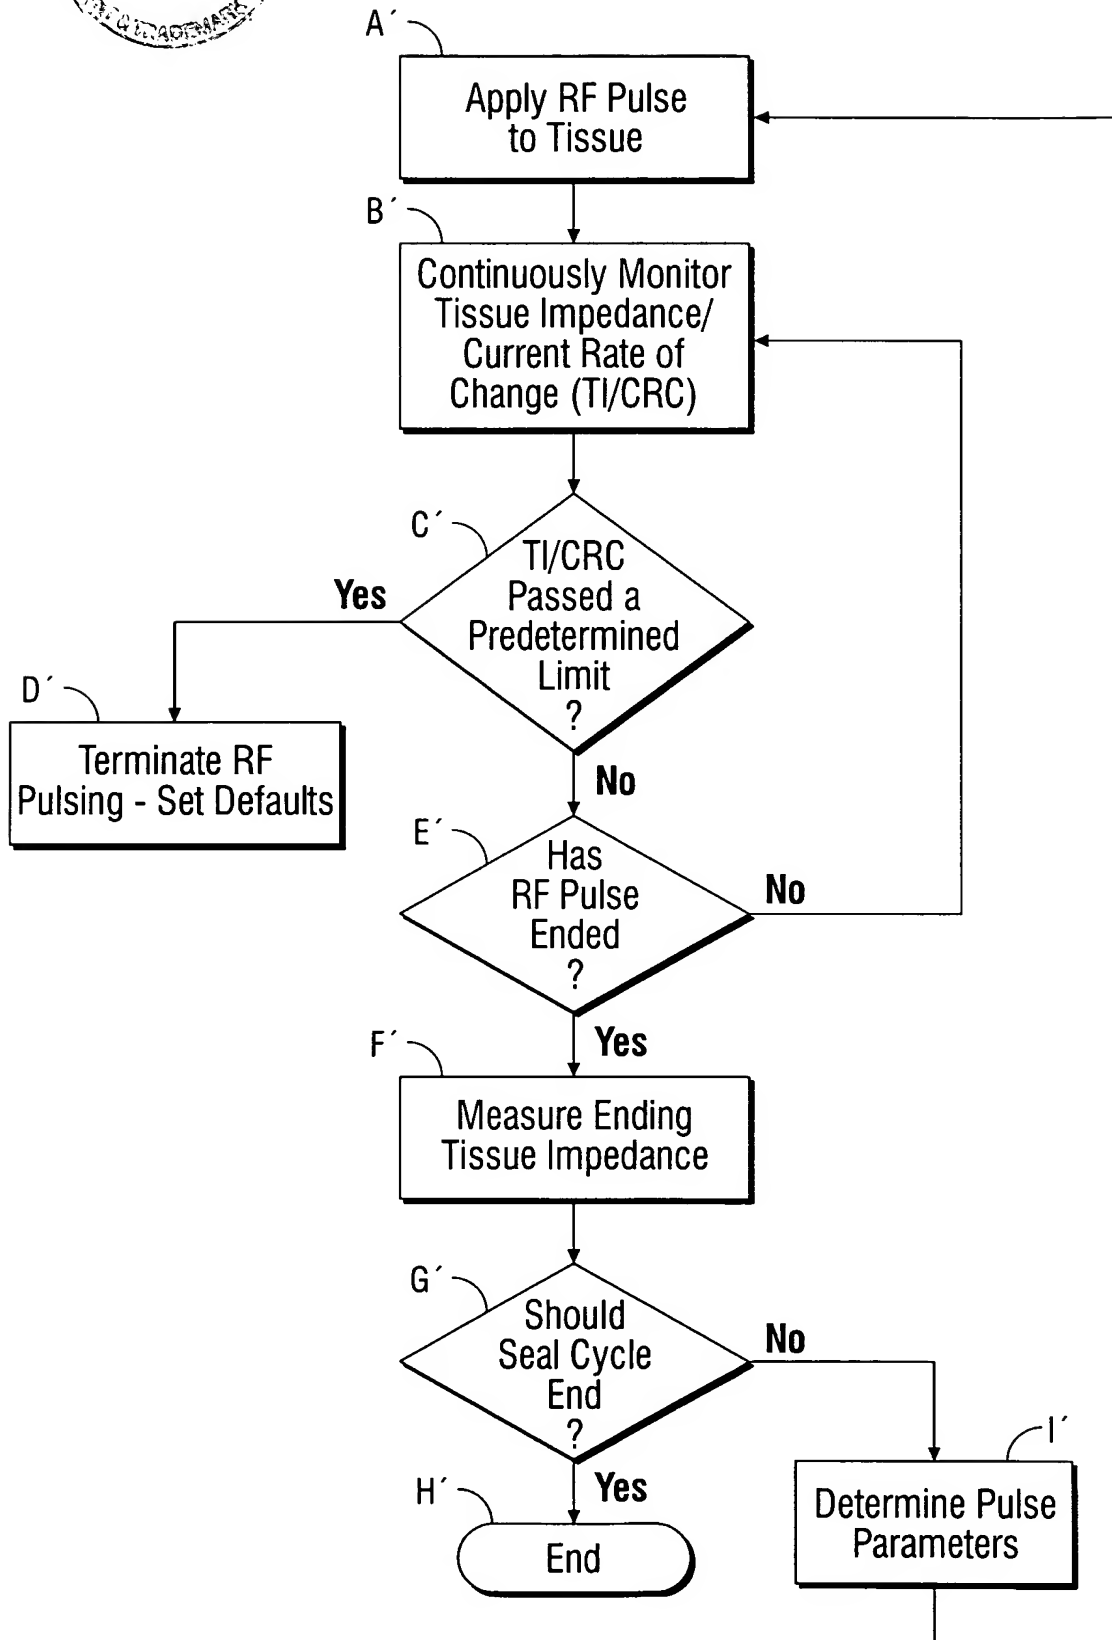 & TRADEMARK
A´
Apply RF Pulse
to Tissue
B´
Continuously Monitor
Tissue Impedance/
Current Rate of
Change (TI/CRC)
C´
TI/CRC
Passed a
Predetermined
Limit
?
Yes
D´
Terminate RF
Pulsing - Set Defaults
No
E´
Has
RF Pulse
Ended
?
No
Yes
F´
Measure Ending
Tissue Impedance
G´
Should
Seal Cycle
End
?
No
I´
Determine Pulse
Parameters
Yes
H´
End